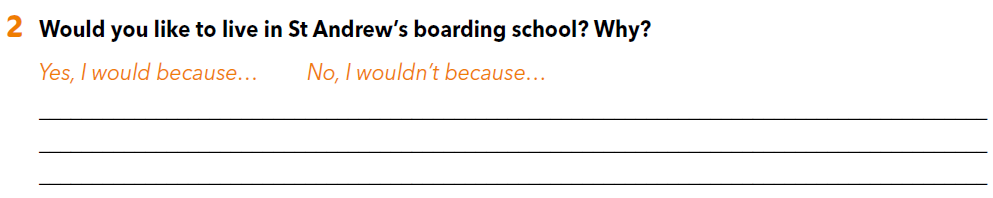 2 Would you like to live in St Andrew’s boarding school? Why?
Yes, I would because… No, I wouldn’t because…